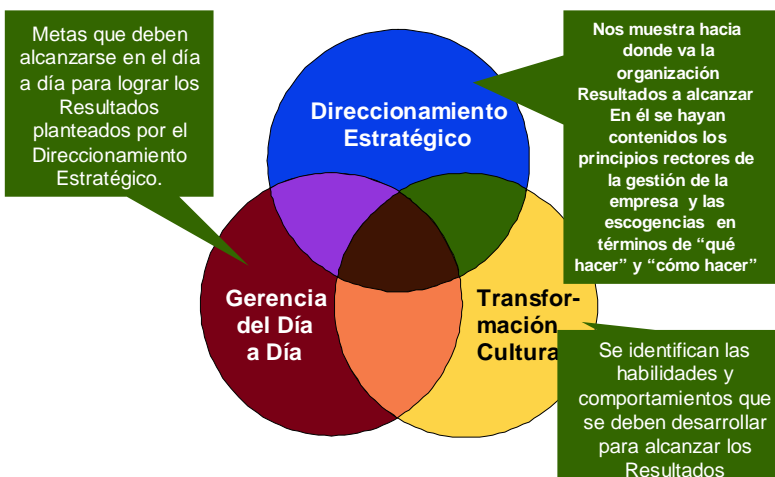 Metas que deben
alcanzarse en el día
a día para lograr los
Resultados
planteados por el
Direccionamiento
Estratégico.
Nos muestra hacia
donde va la
organización
Resultados a alcanzar
En él se hayan
contenidos los
principios rectores de
la gestión de la
empresa y las
escogencias en
términos de “qué
hacer” y “cómo hacer”
Direccionamiento
Estratégico
Gerencia
del Día
a Día
Transfor-
mación
Cultura
Se identifican las
habilidades y
comportamientos que
se deben desarrollar
para alcanzar los
Resultados